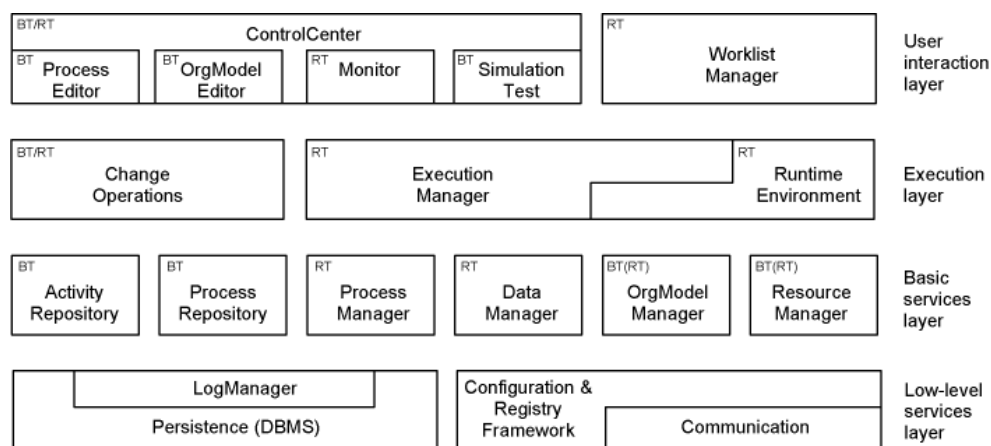 BT/RT
ControlCenter
BT
Process
Editor
BT
OrgModel
Editor
RT
Monitor
BT
Simulation
Test
RT
Worklist
Manager
User
interaction
layer
BT/RT
Change
Operations
RT
Execution
Manager
RT
Runtime
Environment
Execution
layer
BT
Activity
Repository
BT
Process
Repository
RT
Process
Manager
RT
Data
Manager
BT(RT)
OrgModel
Manager
BT(RT)
Resource
Manager
Basic
services
layer
LogManager
Persistence (DBMS)
Configuration &
Registry
Framework
Communication
Low-level
services
layer